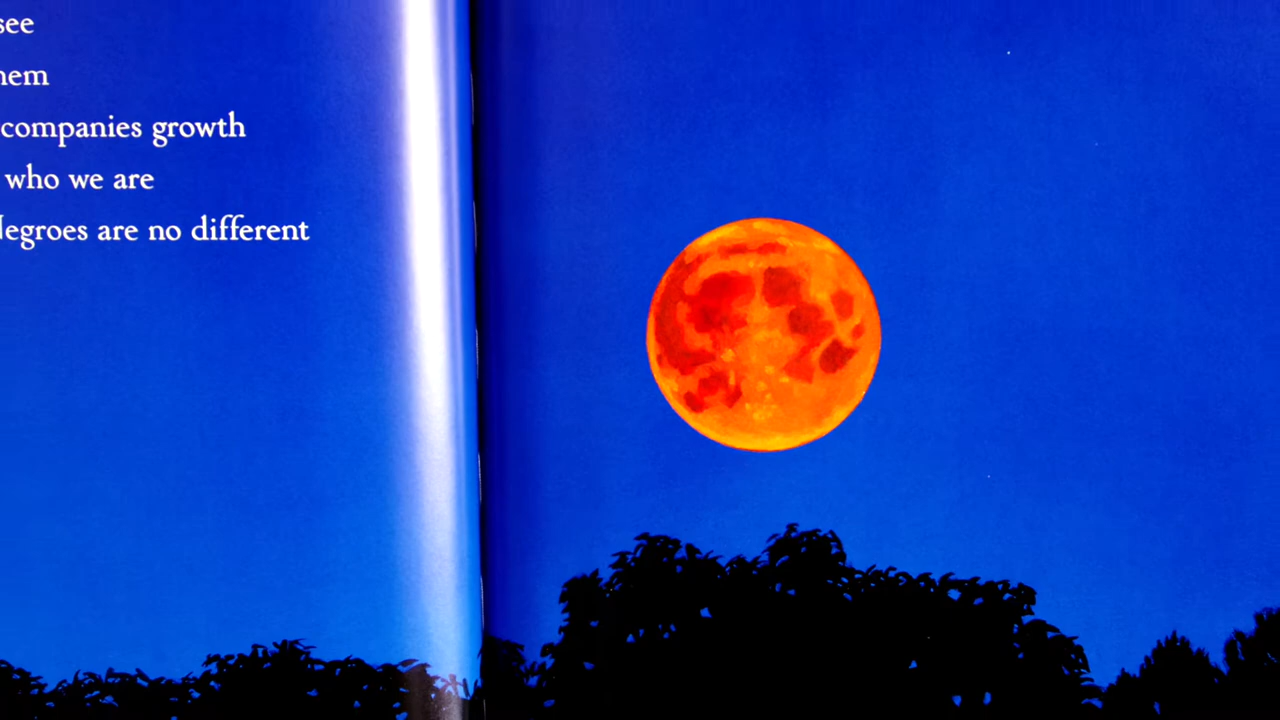 see
hem
companies growth
who we are
egroes are no different